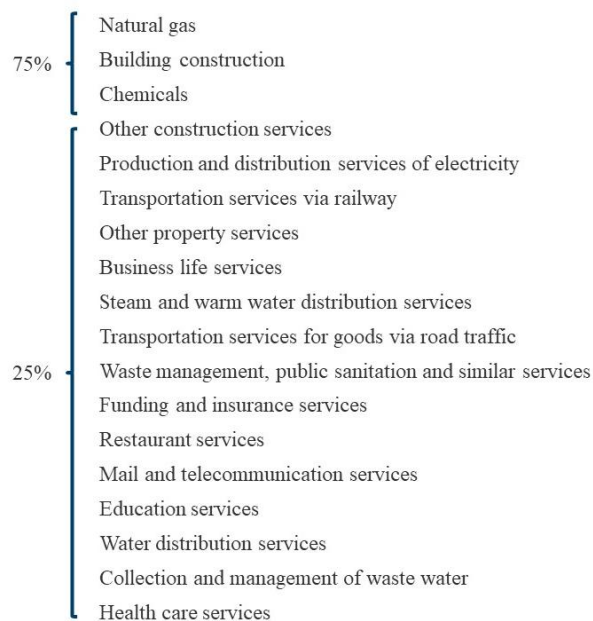 Natural gas
75%
Building construction
Chemicals
Other construction services
Production and distribution services of electricity
Transportation services via railway
Other property services
Business life services
Steam and warm water distribution services
Transportation services for goods via road traffic
25%
Waste management, public sanitation and similar services
Funding and insurance services
Restaurant services
Mail and telecommunication services
Education services
Water distribution services
Collection and management of waste water
Health care services